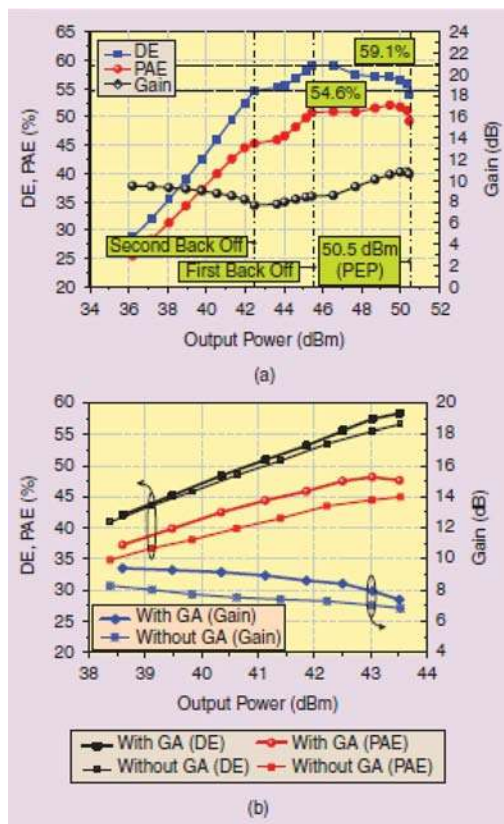 (a)
65
60
55
50
45
40
35
30
25
20
DE, PAE (%)
DE
PAE
Gain
59.1%
54.6%
Second Back Off
First Back Off
50.5 dBm
(PEP)
24
22
20
18
16
14
12
10
8
6
4
2
0
Gain (dB)
34 36 38 40 42 44 46 48 50 52
Output Power (dBm)
(a)
60
55
50
45
40
35
30
25
20
DE, PAE (%)
With GA (Gain)
Without GA (Gain)
20
18
16
14
12
10
8
6
4
Gain (dB)
38 39 40 41 42 43 44
Output Power (dBm)
With GA (DE) With GA (PAE)
Without GA (DE) Without GA (PAE)
(b)